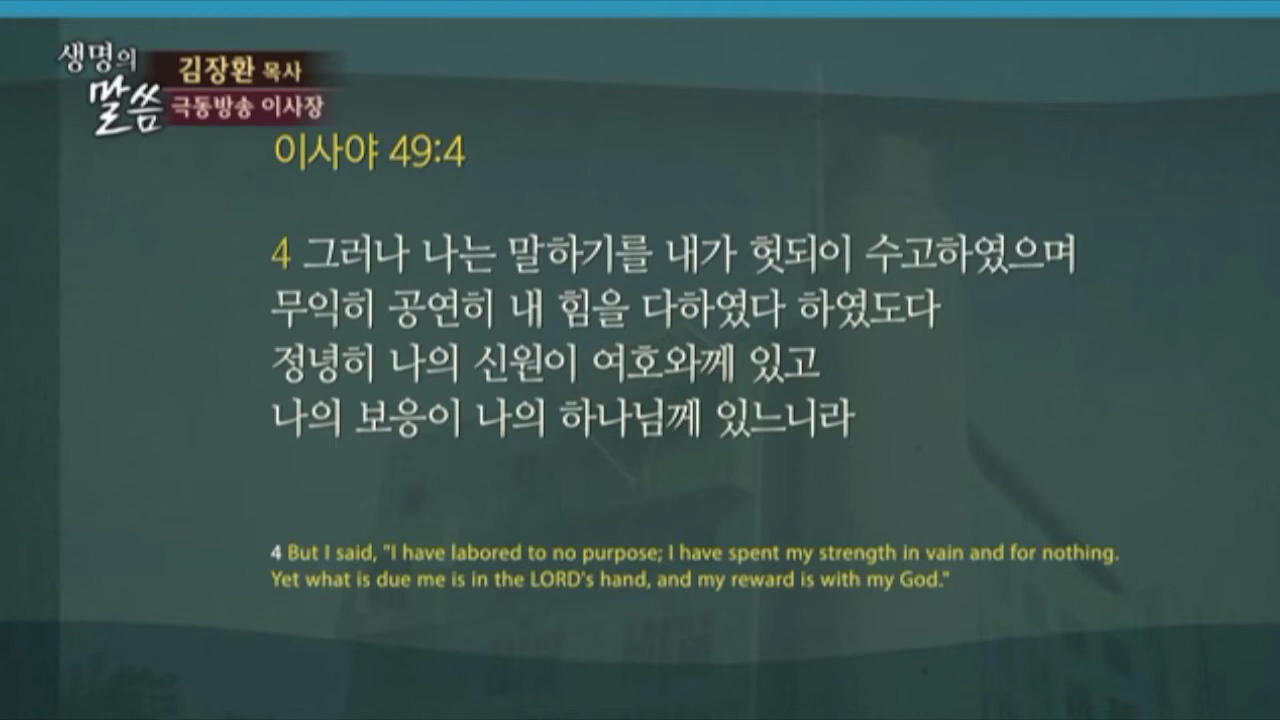 생명의
말씀
김장환 목사
극동방송 이사장
이사야 49:4
4 그러나 나는 말하기를 내가 헛되이 수고하였으며
무익히 공연히 내 힘을 다하였다 하였도다
정녕히 나의 신원이 여호와께 있고
나의 보응이 나의 하나님께 있느니라
4 But I said, "I have labored to no purpose; I have spent my strength in vain and for nothing.
Yet what is due me is in the LORD's hand, and my reward is with my God."